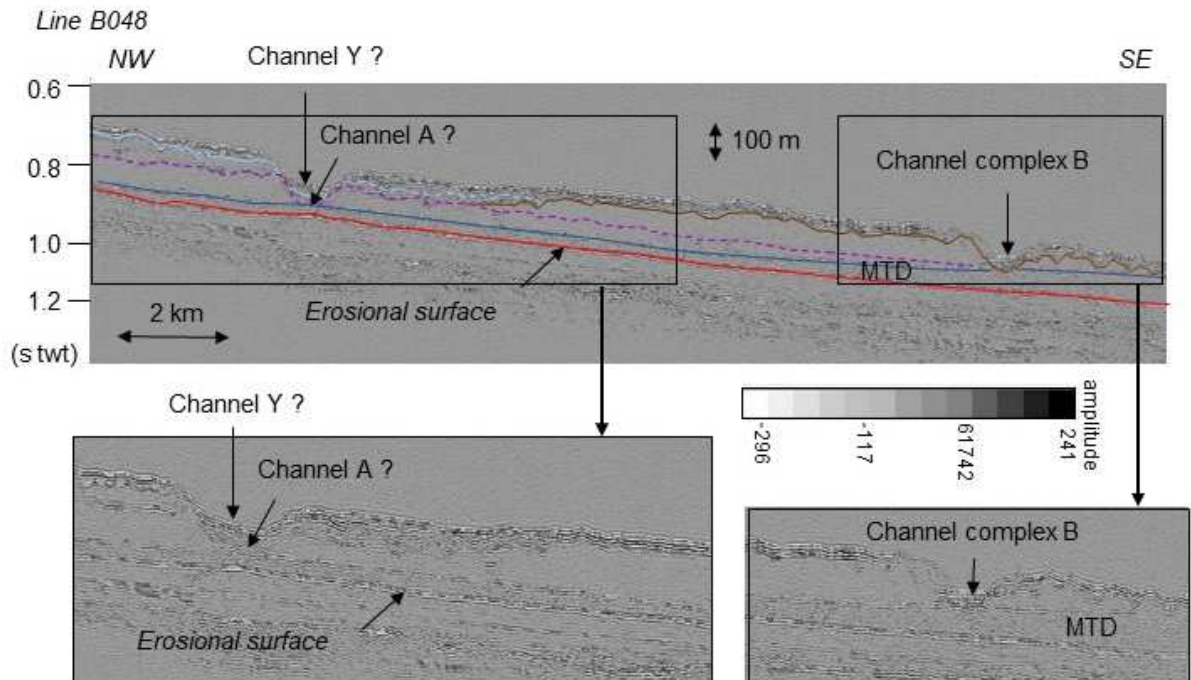 Line B048
NW
Channel Y ?
SE
0.6
Channel A ?
100 m
Channel complex B
0.8
1.0
MTD
1.2
2 km
Erosional surface
(s twt)
Channel Y ?
amplitude
-296
-117
61742
241
Channel A ?
Erosional surface
Channel complex B
MTD